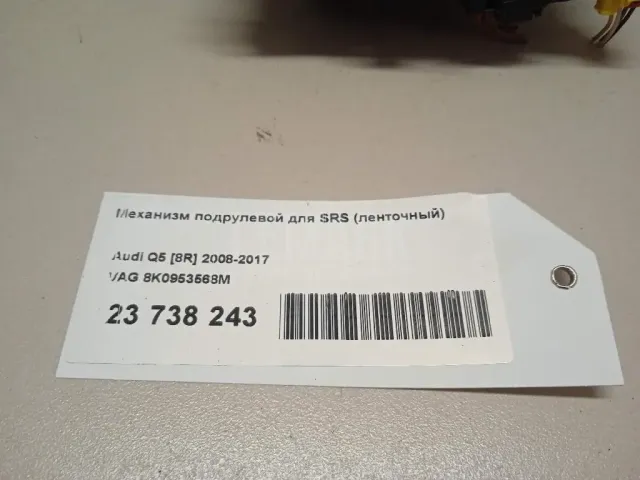 Механизм подрулевой для SRS (ленточный)
Audi Q5 [8R] 2008-2017
VAG 8K0953568M
23 738 243